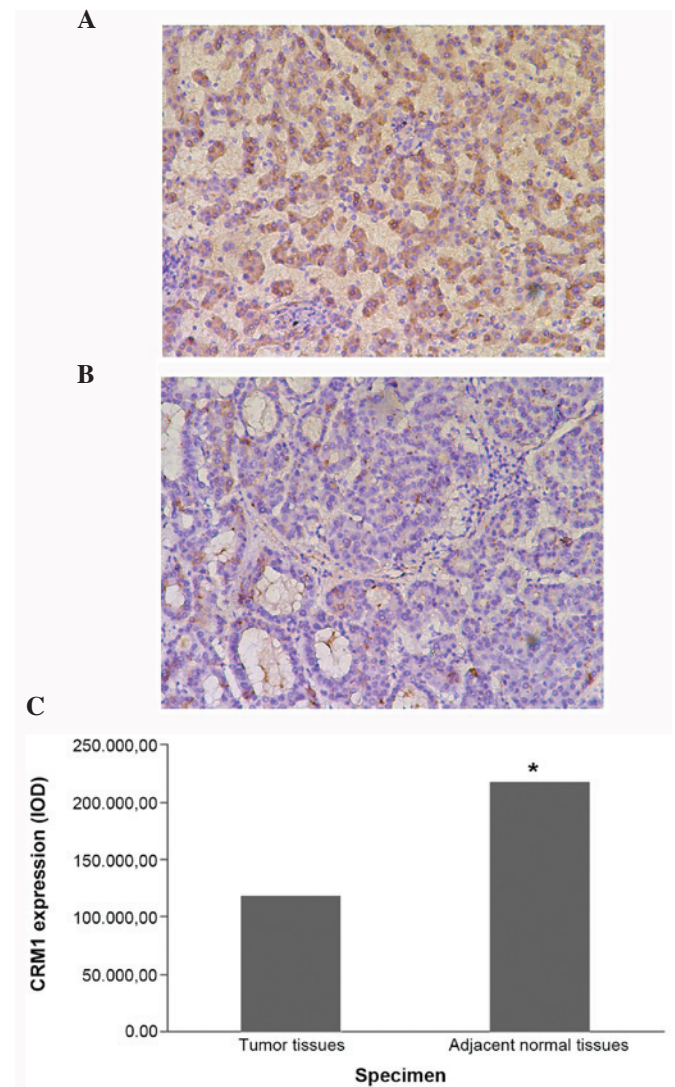 A
B
C
250.000,00
200.000,00
150.000,00
100.000,00
50.000,00
0.00
CRM1 expression (IOD)
*
Tumor tissues
Adjacent normal tissues
Specimen